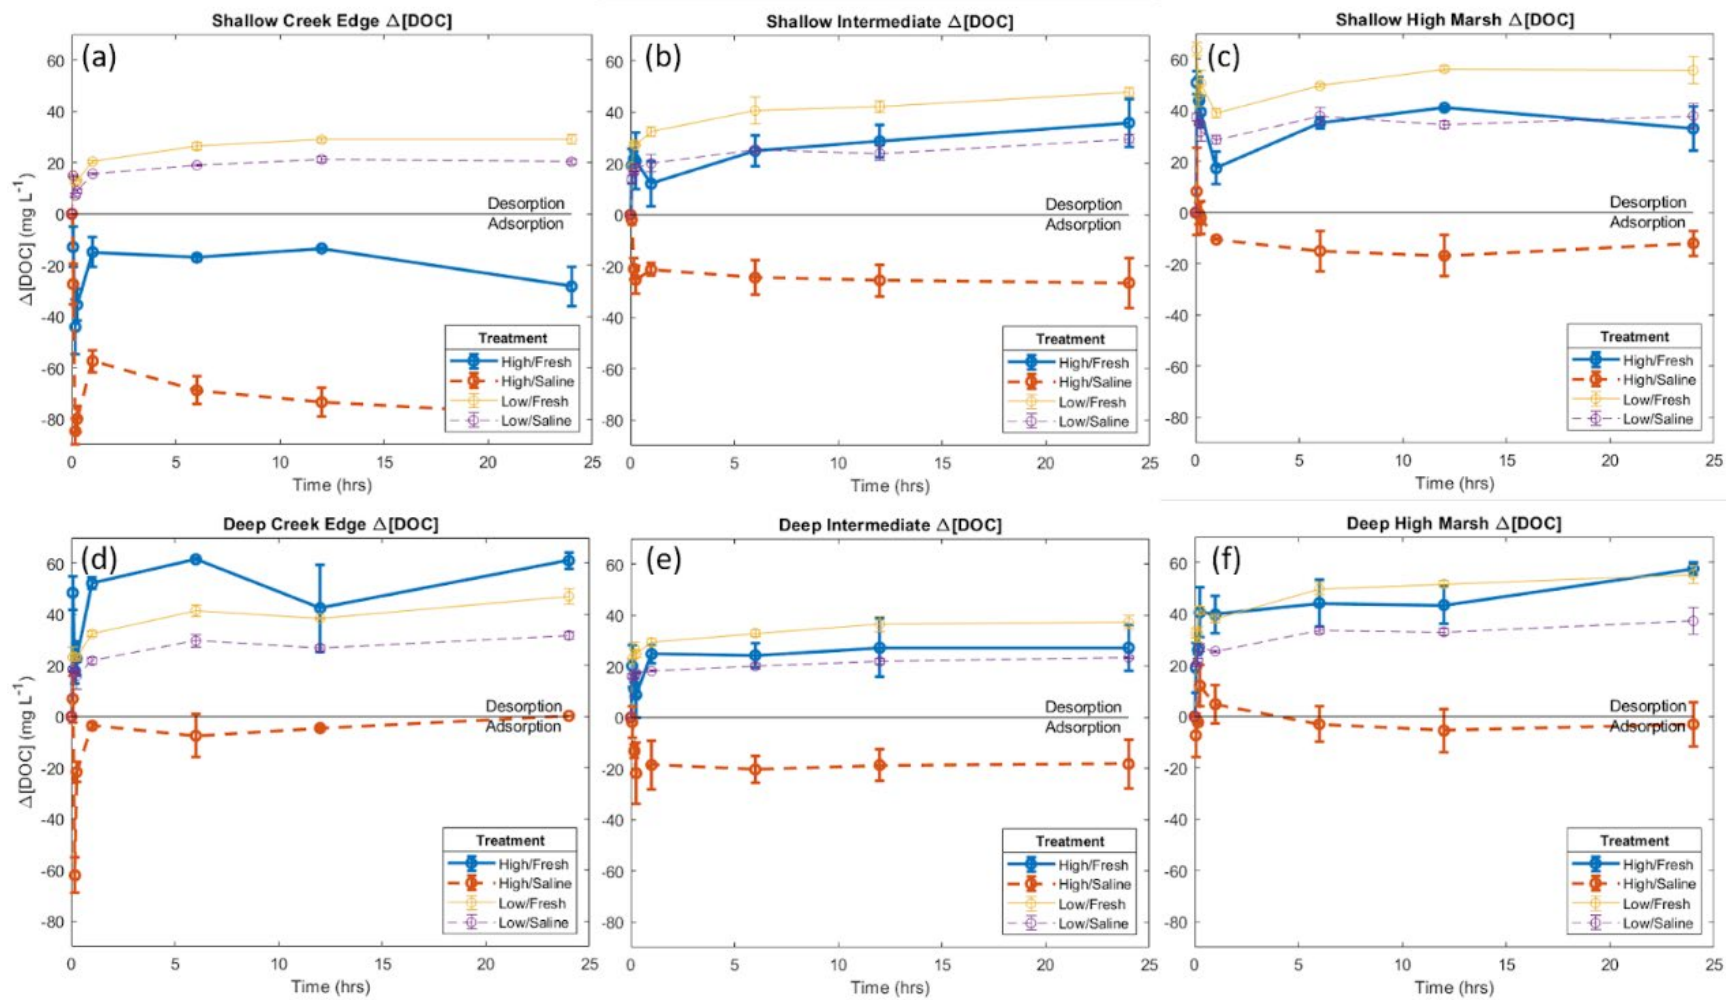 Shallow Creek Edge Δ[DOC]
(a)
60
40
20
0
-20
-40
-60
-80
Δ[DOC] (mg L⁻¹)
Desorption
Adsorption
Treatment
High/Fresh
High/Saline
Low/Fresh
Low/Saline
0 5 10 15 20 25
Time (hrs)
Shallow Intermediate Δ[DOC]
(b)
60
40
20
0
-20
-40
-60
-80
Desorption
Adsorption
Treatment
High/Fresh
High/Saline
Low/Fresh
Low/Saline
0 5 10 15 20 25
Time (hrs)
Shallow High Marsh Δ[DOC]
(c)
60
40
20
0
-20
-40
-60
-80
Desorption
Adsorption
Treatment
High/Fresh
High/Saline
Low/Fresh
Low/Saline
0 5 10 15 20 25
Time (hrs)
Deep Creek Edge Δ[DOC]
(d)
60
40
20
0
-20
-40
-60
-80
Δ[DOC] (mg L⁻¹)
Desorption
Adsorption
Treatment
High/Fresh
High/Saline
Low/Fresh
Low/Saline
0 5 10 15 20 25
Time (hrs)
Deep Intermediate Δ[DOC]
(e)
60
40
20
0
-20
-40
-60
-80
Desorption
Adsorption
Treatment
High/Fresh
High/Saline
Low/Fresh
Low/Saline
0 5 10 15 20 25
Time (hrs)
Deep High Marsh Δ[DOC]
(f)
60
40
20
0
-20
-40
-60
-80
Desorption
Adsorption
Treatment
High/Fresh
High/Saline
Low/Fresh
Low/Saline
0 5 10 15 20 25
Time (hrs)